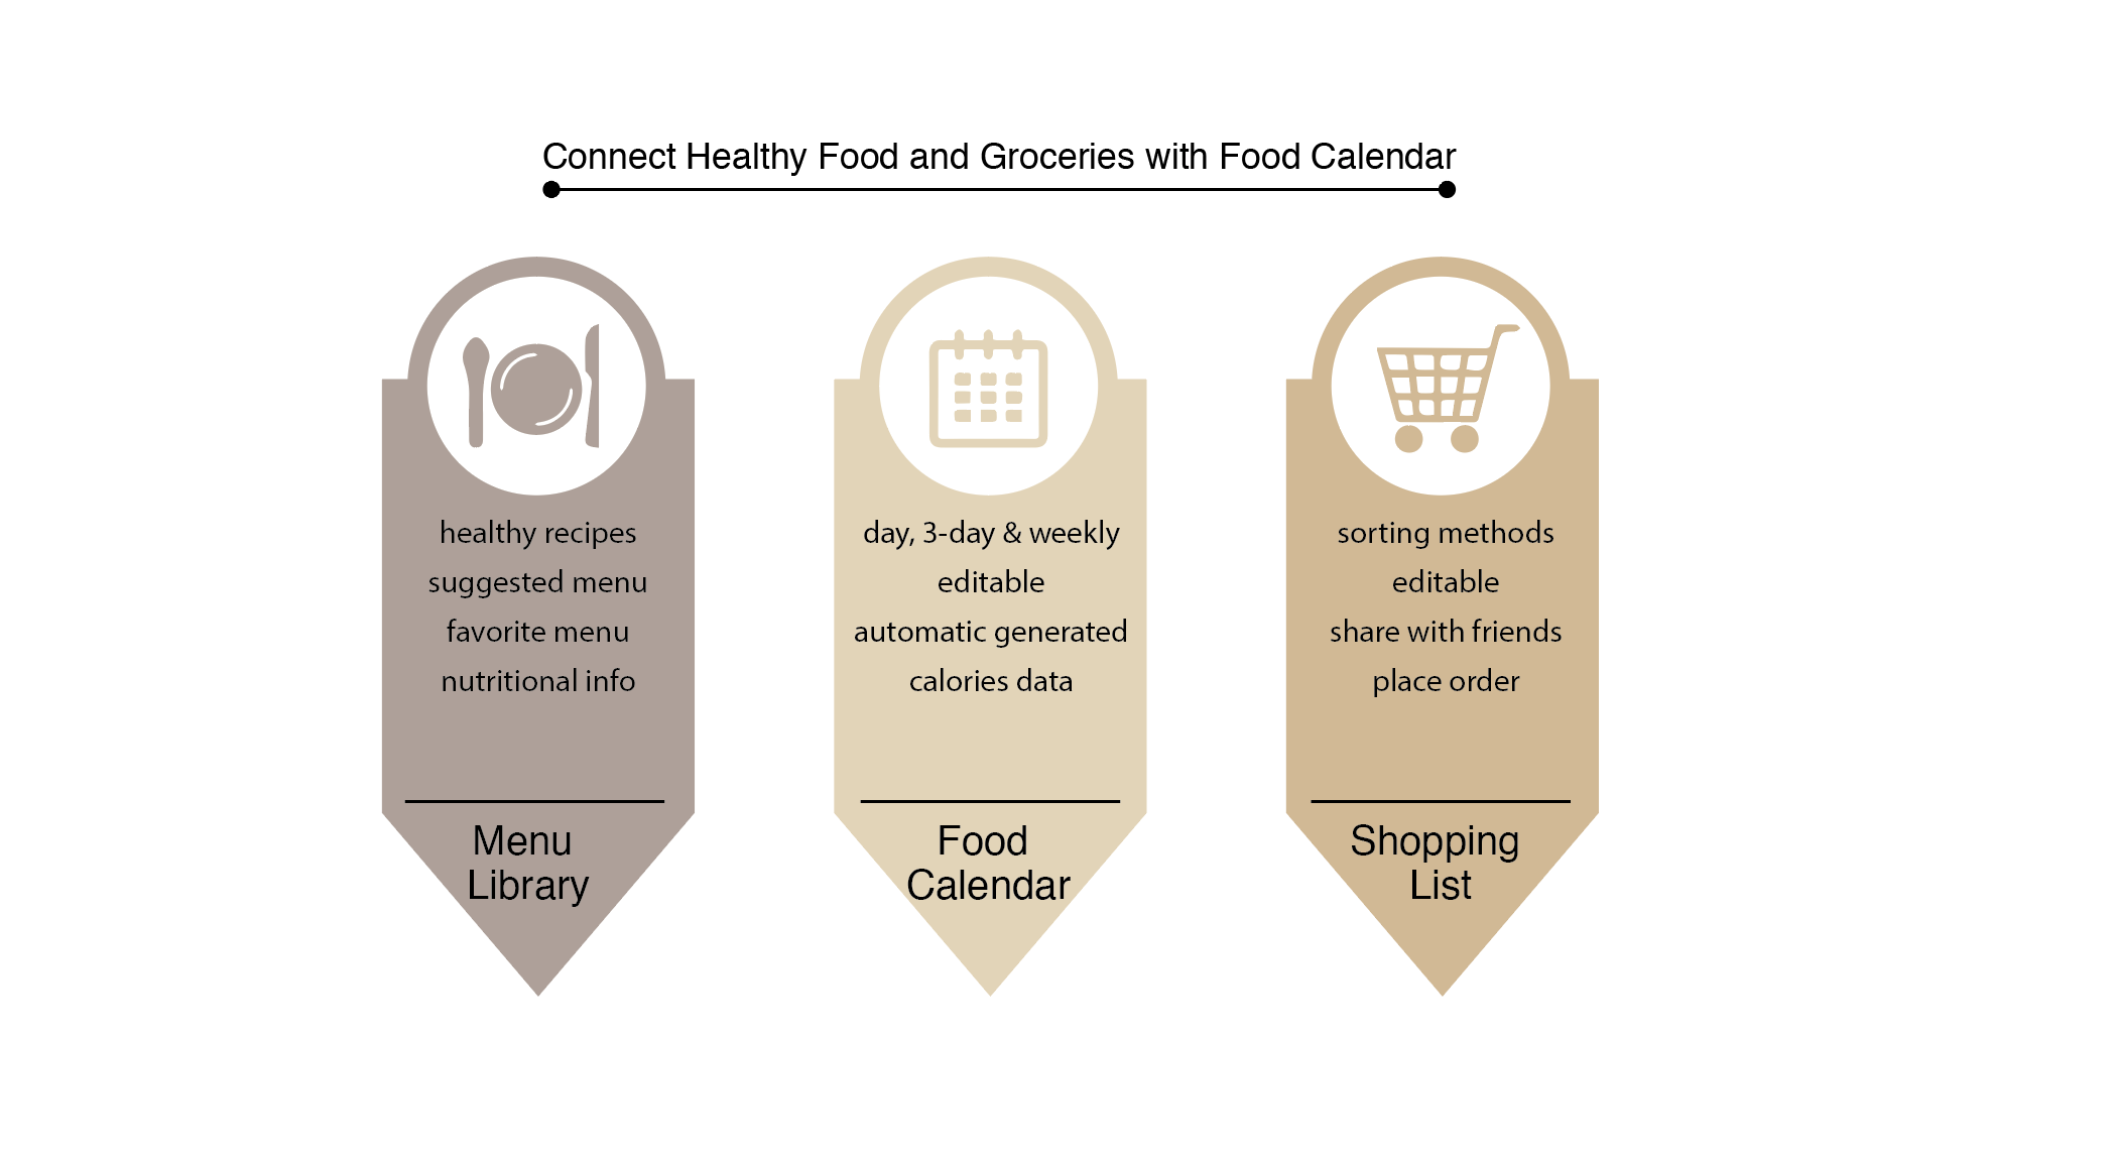 Connect Healthy Food and Groceries with Food Calendar
healthy recipes
suggested menu
favorite menu
nutritional info
Menu
Library
day, 3-day & weekly
editable
automatic generated
calories data
Food
Calendar
sorting methods
editable
share with friends
place order
Shopping
List